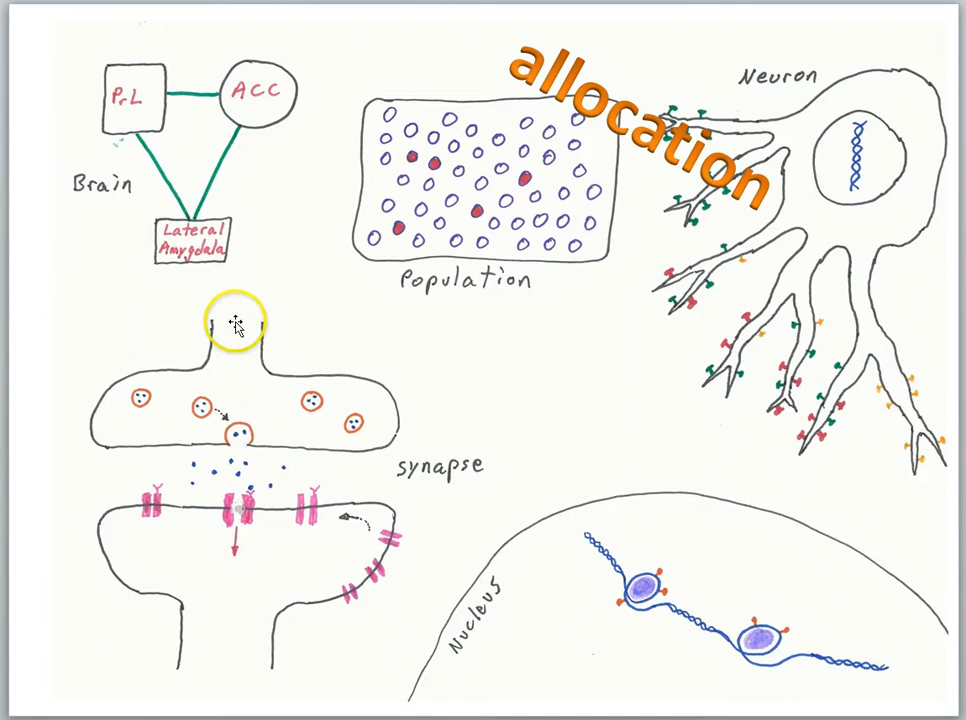 PrL
ACC
Brain
Lateral
Amygdala
allocation
Population
Neuron
synapse
Nucleus